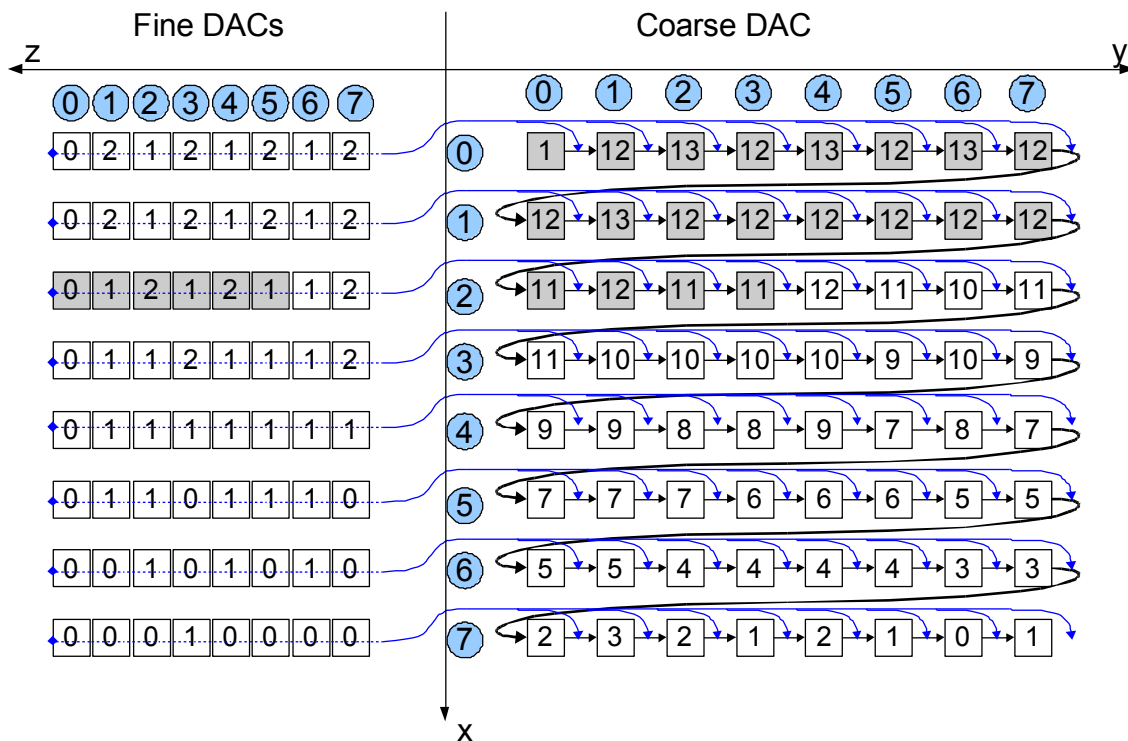 Fine DACs Coarse DAC
z y
0 1 2 3 4 5 6 7 0 1 2 3 4 5 6 7
0 2 1 2 1 2 1 2 0 1 12 13 12 13 12 13 12
0 2 1 2 1 2 1 2 1 12 13 12 12 12 12 12 12
0 1 2 1 2 1 1 2 2 11 12 11 11 12 11 10 11
0 1 1 2 1 1 1 2 3 11 10 10 10 10 9 10 9
0 1 1 1 1 1 1 1 4 9 9 8 8 9 7 8 7
0 1 1 0 1 1 1 0 5 7 7 7 6 6 6 5 5
0 0 1 0 1 0 1 0 6 5 5 4 4 4 4 3 3
0 0 0 1 0 0 0 0 7 2 3 2 1 2 1 0 1
x